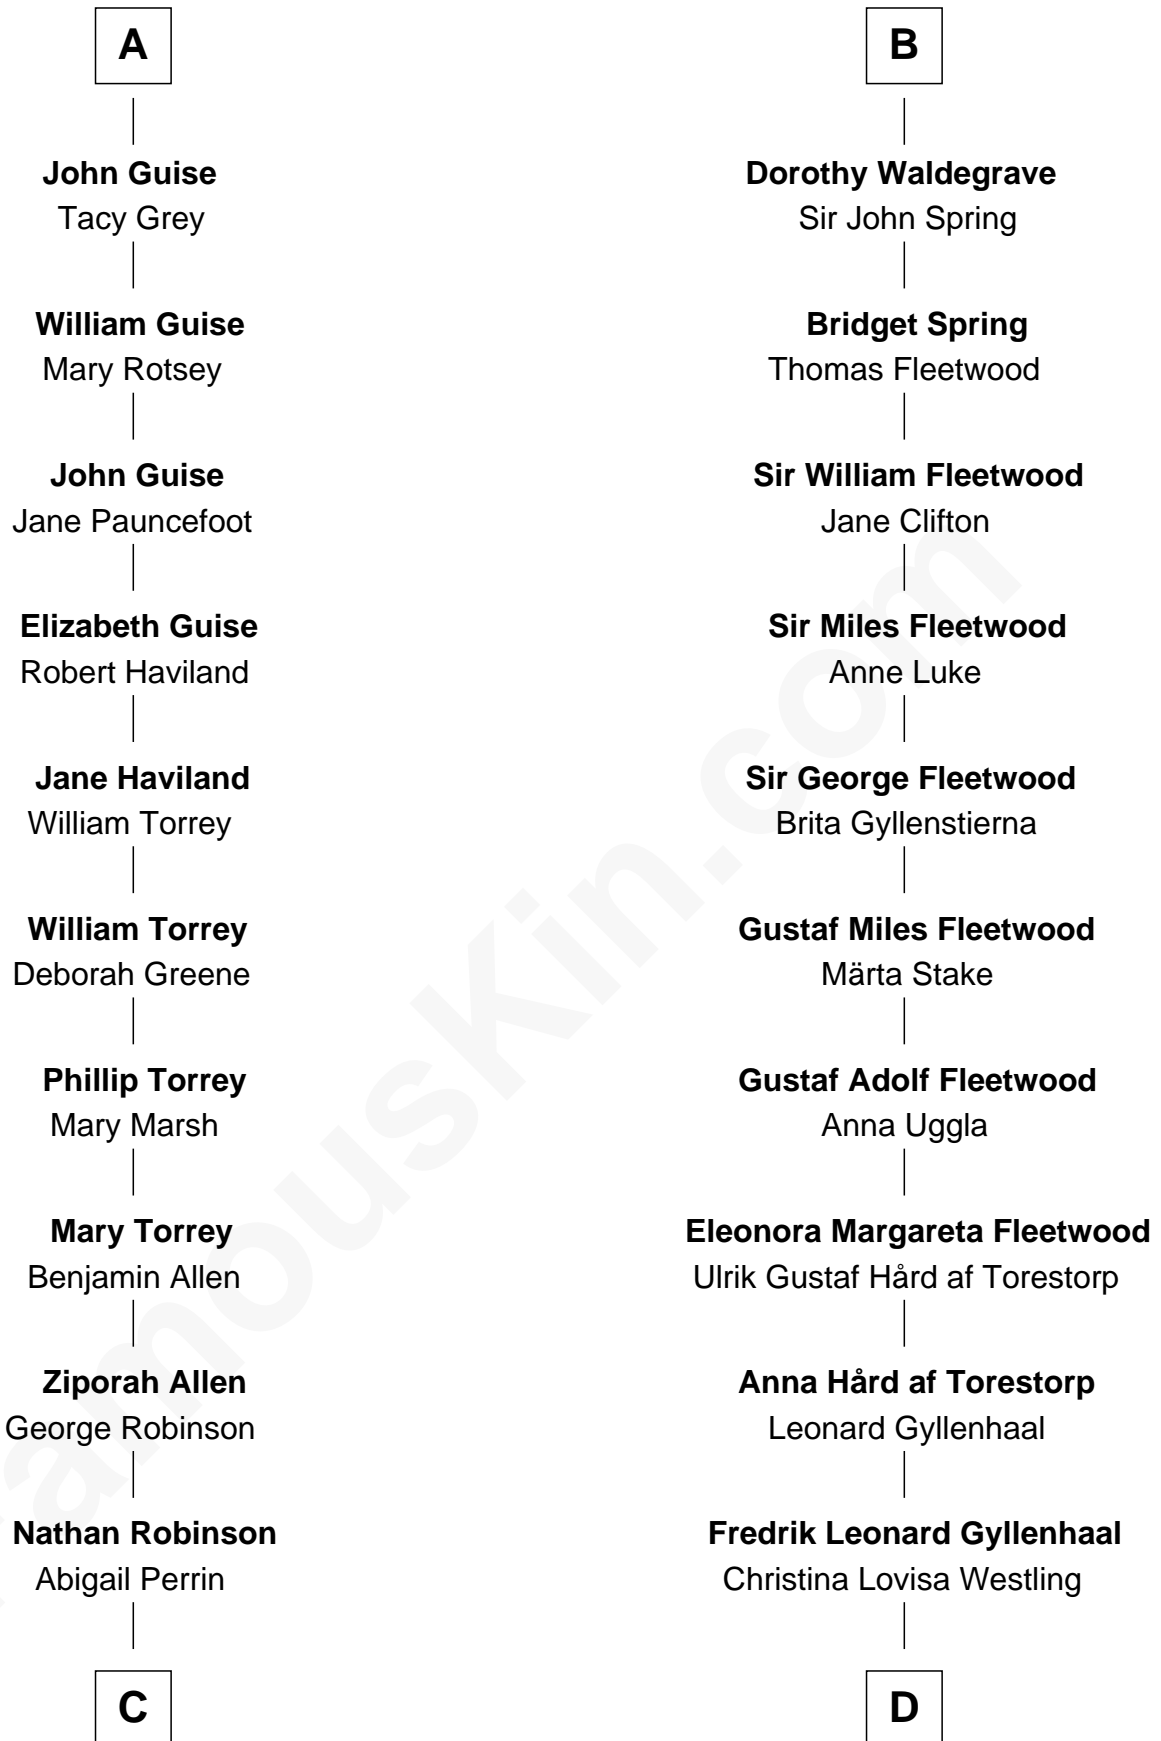 A
John Guise
Tacy Grey
William Guise
Mary Rotsey
John Guise
Jane Pauncefoot
Elizabeth Guise
Robert Haviland
Jane Haviland
William Torrey
William Torrey
Deborah Greene
Phillip Torrey
Mary Marsh
Mary Torrey
Benjamin Allen
Ziporah Allen
George Robinson
Nathan Robinson
Abigail Perrin
C
B
Dorothy Waldegrave
Sir John Spring
Bridget Spring
Thomas Fleetwood
Sir William Fleetwood
Jane Clifton
Sir Miles Fleetwood
Anne Luke
Sir George Fleetwood
Brita Gyllenstierna
Gustaf Miles Fleetwood
Märta Stake
Gustaf Adolf Fleetwood
Anna Uggla
Eleonora Margareta Fleetwood
Ulrik Gustaf Hård af Torestorp
Anna Hård af Torestorp
Leonard Gyllenhaal
Fredrik Leonard Gyllenhaal
Christina Lovisa Westling
D
FamousKin.com